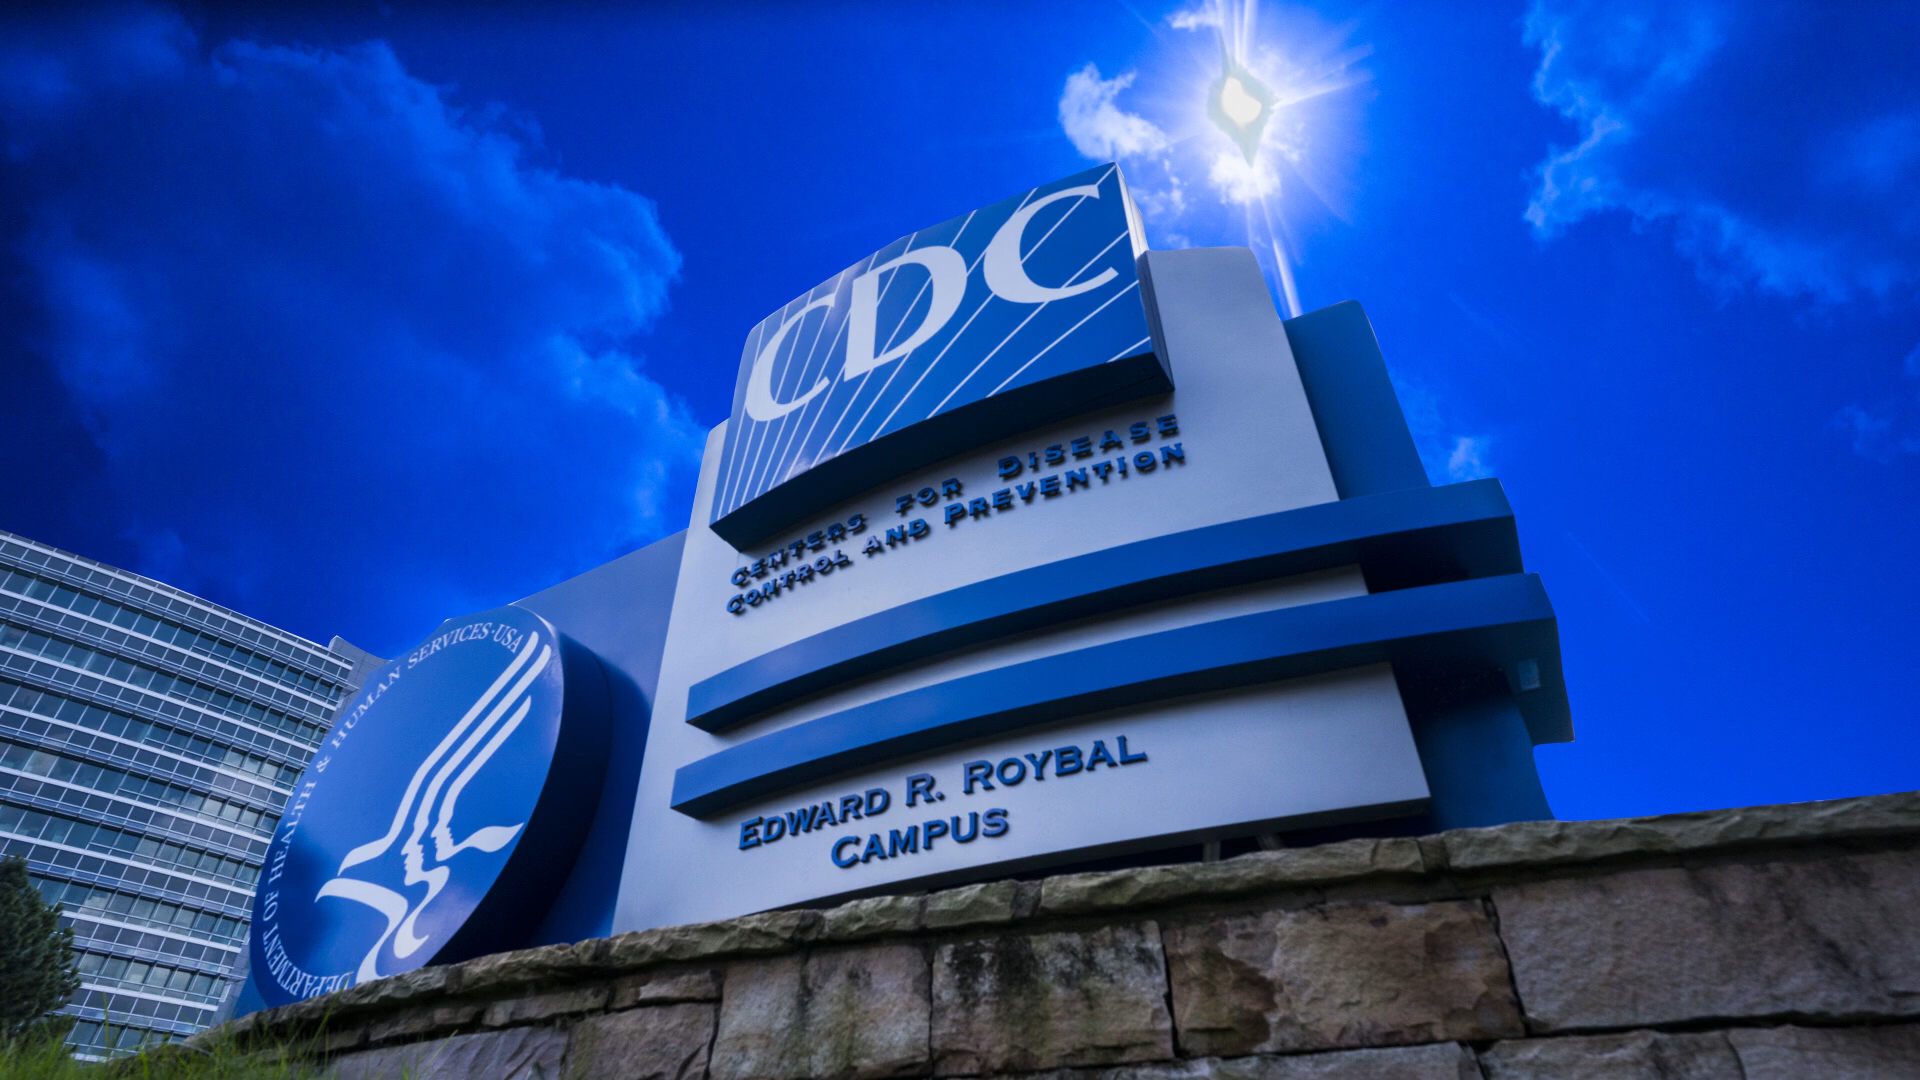 CDC
CENTERS FOR DISEASE
CONTROL AND PREVENTION
EDWARD R. ROYBAL
CAMPUS
DEPARTMENT OF HEALTH & HUMAN SERVICES·USA